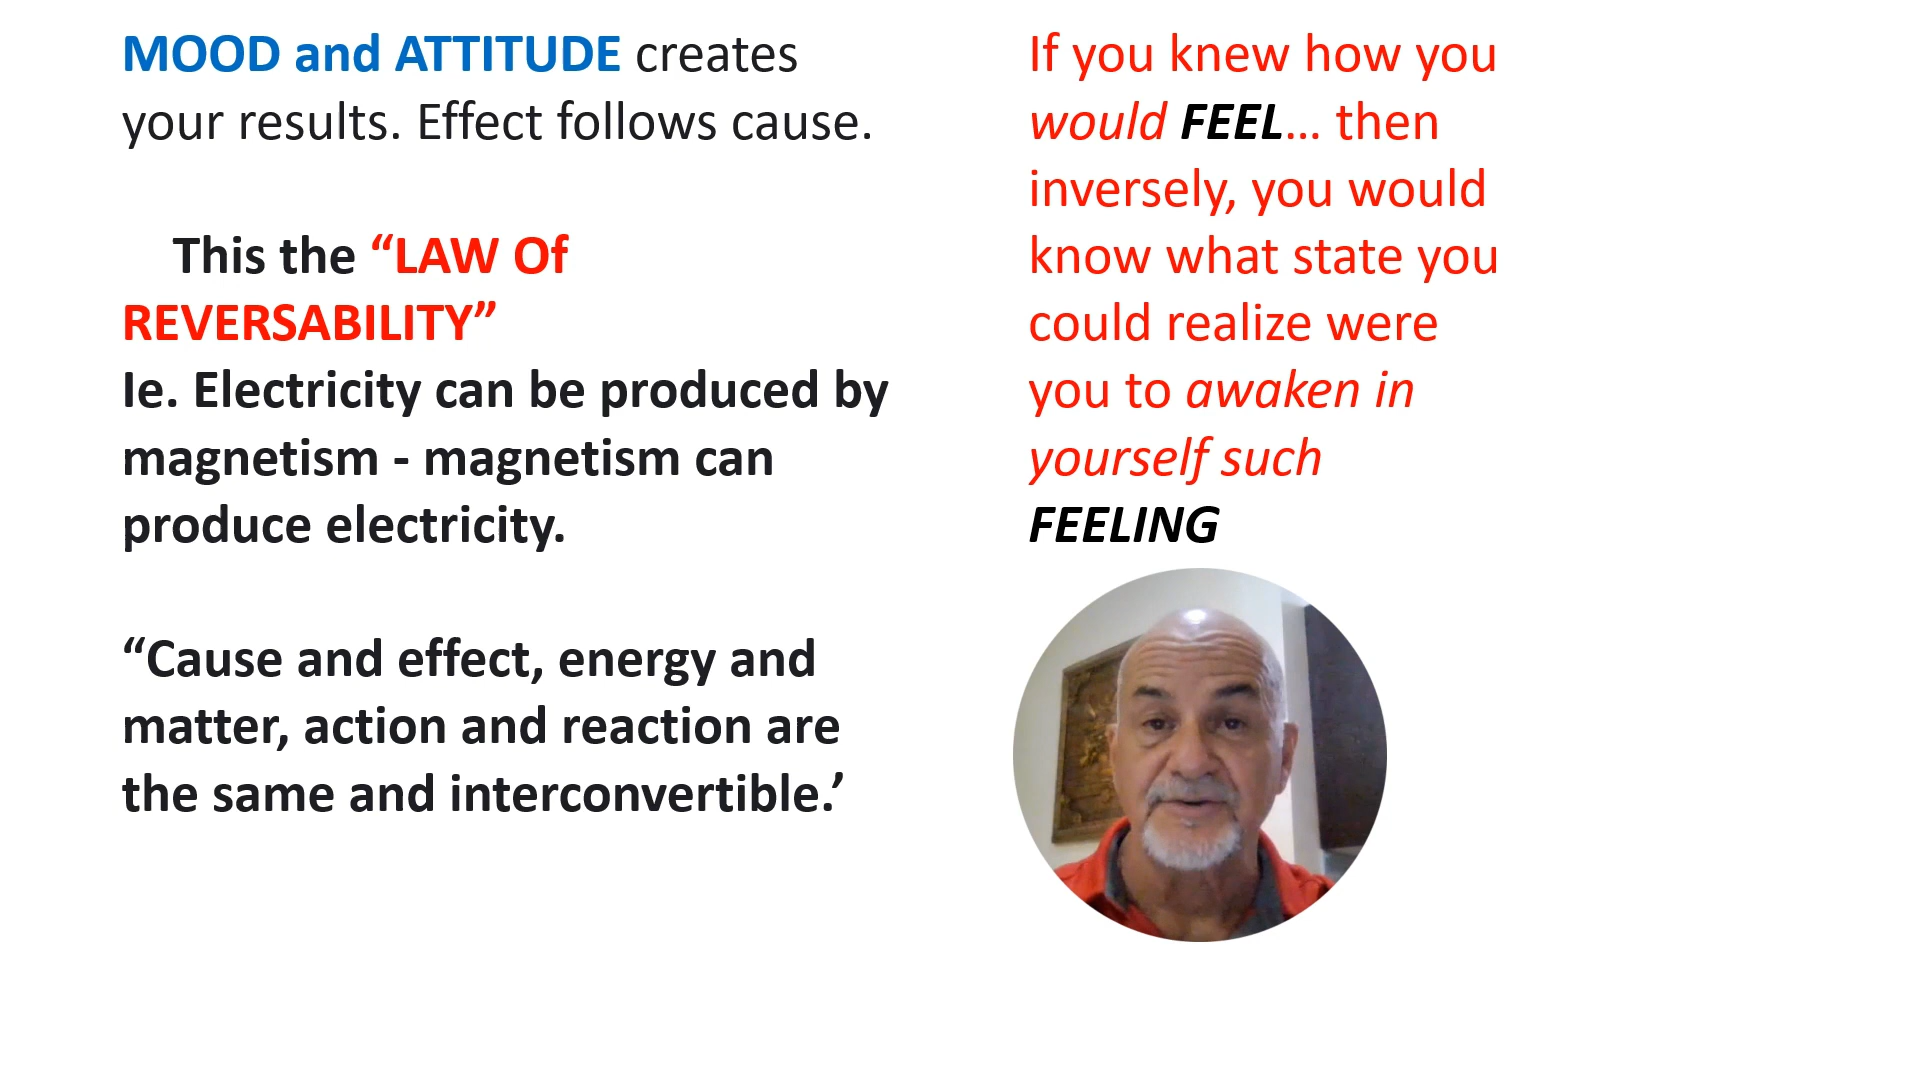 MOOD and ATTITUDE creates
your results. Effect follows cause.
This the “LAW Of
REVERSABILITY”
Ie. Electricity can be produced by
magnetism - magnetism can
produce electricity.
“Cause and effect, energy and
matter, action and reaction are
the same and interconvertible.’
If you knew how you
would FEEL… then
inversely, you would
know what state you
could realize were
you to awaken in
yourself such
FEELING